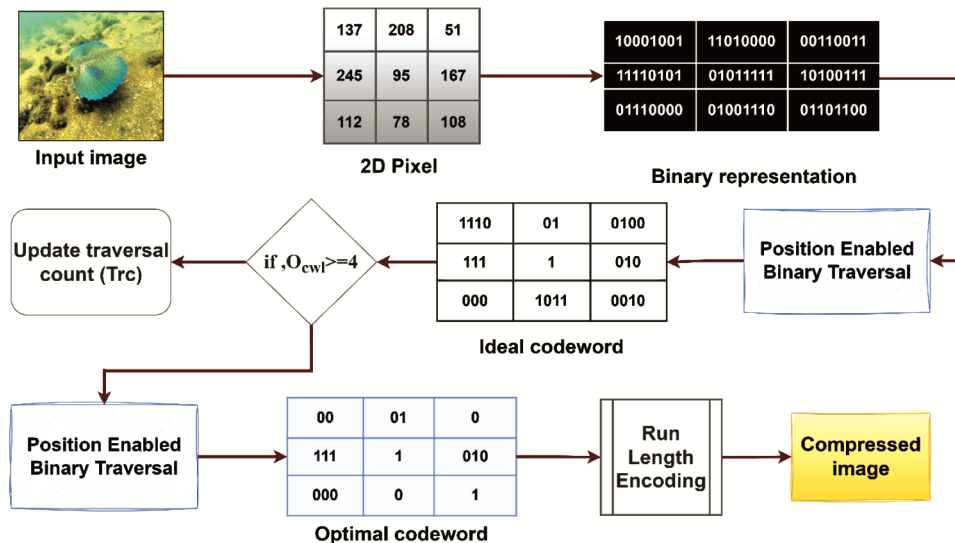 137 208 51
245 95 167
112 78 108
Input image
2D Pixel
10001001 11010000 00110011
11110101 01011111 10100111
01110000 01001110 01101100
Binary representation
Update traversal
count (Trc)
if ,Ocwl>=4
1110 01 0100
111 1 010
000 1011 0010
Ideal codeword
Position Enabled
Binary Traversal
Position Enabled
Binary Traversal
00 01 0
111 1 010
000 0 1
Optimal codeword
Run
Length
Encoding
Compressed
image